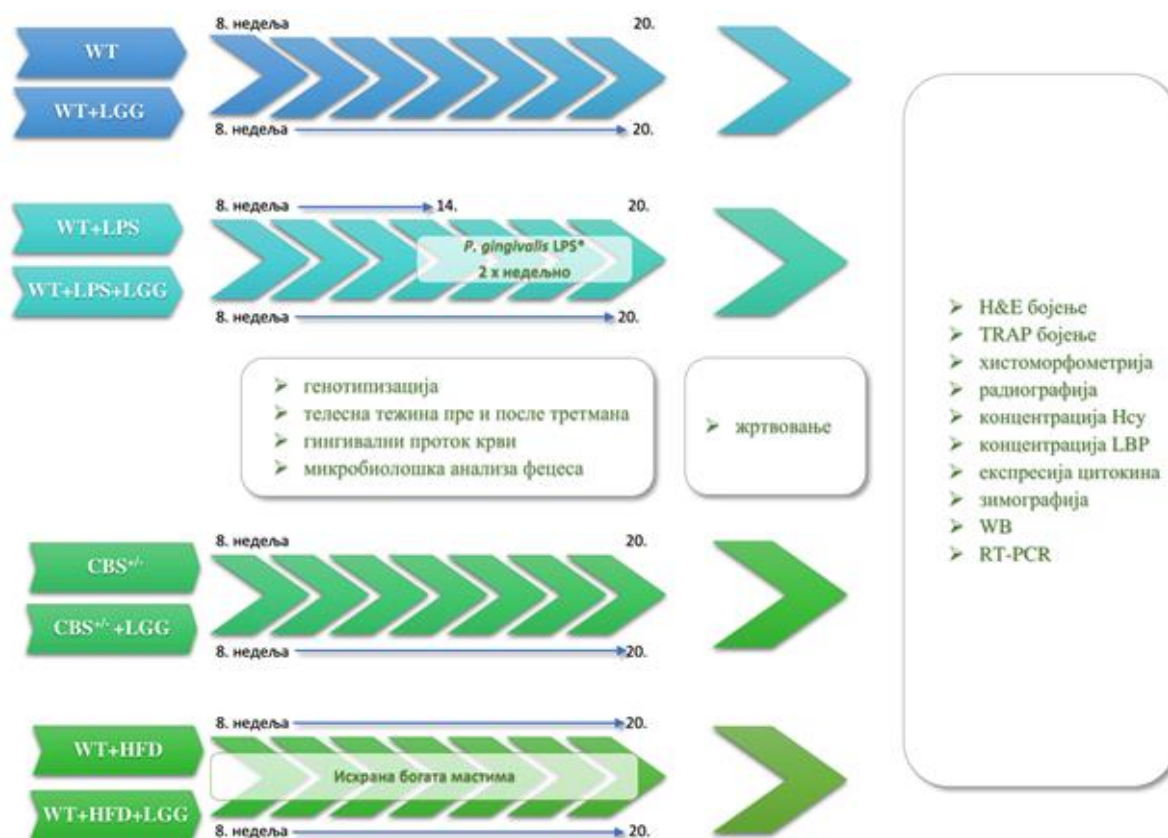 8. недеља 20.
WT
WT+LGG
8. недеља 20.
8. недеља 14. 20.
WT+LPS
P. gingivalis LPS*
2 x недељно
WT+LPS+LGG
8. недеља 20.
генотипизација
телесна тежина пре и после третмана
гингивални проток крви
микробиолошка анализа фецеса
жртвовање
8. недеља 20.
CBS+/-
CBS+/- +LGG
8. недеља 20.
8. недеља 20.
WT+HFD
Исхрана богата мастима
WT+HFD+LGG
8. недеља 20.
H&E бојење
TRAP бојење
хистоморфометрија
радиографија
концентрација Hcy
концентрација LBP
експресија цитокина
зимографија
WB
RT-PCR